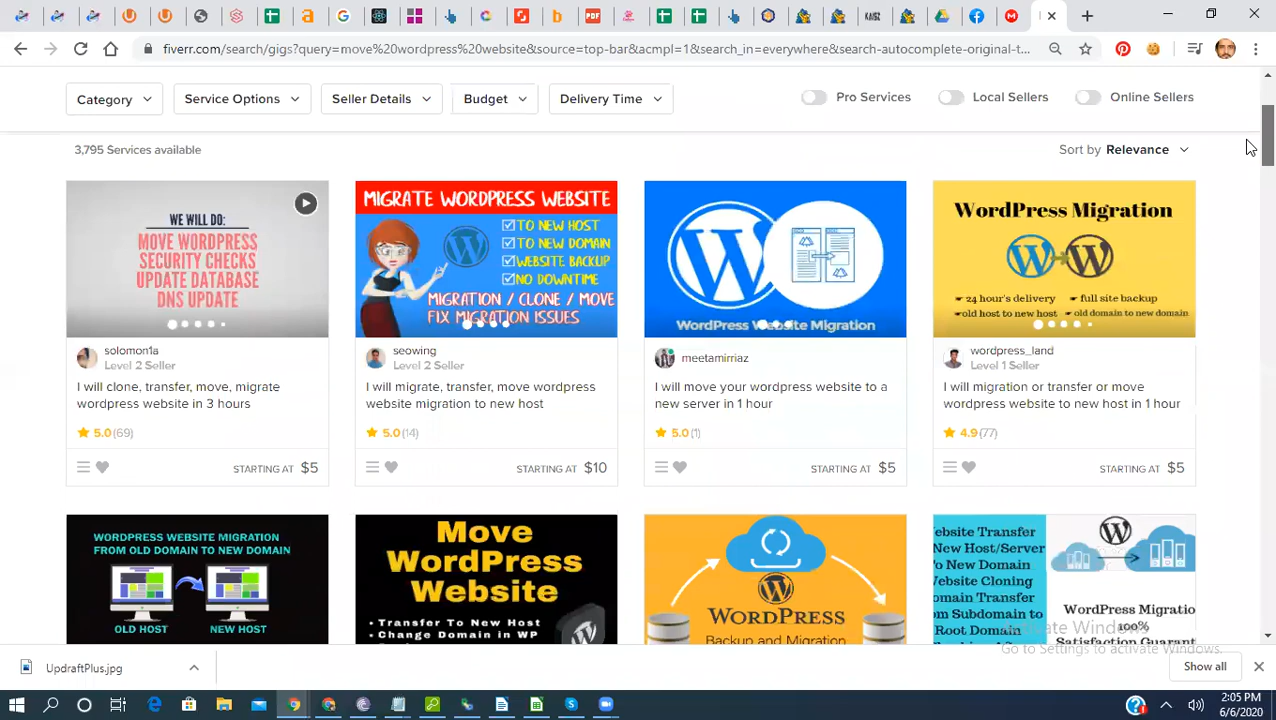 fiverr.com/search/gigs?query=move%20wordpress%20website&source=top-bar&acmpl=1&search_in=everywhere&search-autocomplete-original-t...
Category
Service Options
Seller Details
Budget
Delivery Time
Pro Services
Local Sellers
Online Sellers
3,795 Services available
Sort by Relevance
WE WILL DO:
MOVE WORDPRESS
SECURITY CHECKS
UPDATE DATABASE
DNS UPDATE
solomon1a
Level 2 Seller
I will clone, transfer, move, migrate
wordpress website in 3 hours
5.0 (69)
STARTING AT $5
MIGRATE WORDPRESS WEBSITE
TO NEW HOST
TO NEW DOMAIN
WEBSITE BACKUP
NO DOWNTIME
MIGRATION / CLONE / MOVE
FIX MIGRATION ISSUES
seowing
Level 2 Seller
I will migrate, transfer, move wordpress
website migration to new host
5.0 (14)
STARTING AT $10
WordPress Website Migration
meetamirriaz
I will move your wordpress website to a
new server in 1 hour
5.0 (1)
STARTING AT $5
WordPress Migration
24 hour's delivery
full site backup
old host to new host
old domain to new domain
wordpress_land
Level 1 Seller
I will migration or transfer or move
wordpress website to new host in 1 hour
4.9 (77)
STARTING AT $5
WORDPRESS WEBSITE MIGRATION
FROM OLD DOMAIN TO NEW DOMAIN
OLD HOST
NEW HOST
Move
WordPress
Website
• Transfer To New Host
• Change Domain in WP
WORDPRESS
Backup and Migration
ebsite Transfer
New Host/Server
To New Domain
Website Cloning
omain Transfer
om Subdomain to
Root Domain
WordPress Migratio
100%
Satisfaction Guarant
Activate Windows
Go to Settings to activate Windows.
UpdraftPlus.jpg
Show all
2:05 PM
6/6/2020